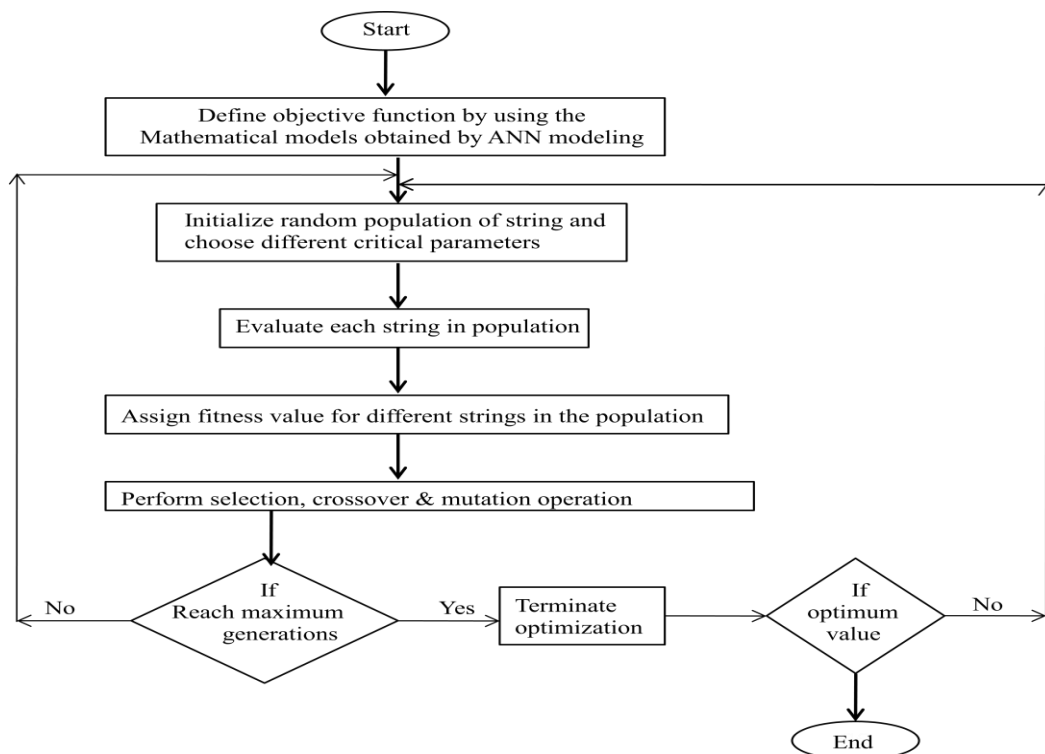 Start
Define objective function by using the
Mathematical models obtained by ANN modeling
Initialize random population of string and
choose different critical parameters
Evaluate each string in population
Assign fitness value for different strings in the population
Perform selection, crossover & mutation operation
If
Reach maximum
generations
No
Yes
Terminate
optimization
If
optimum
value
No
End